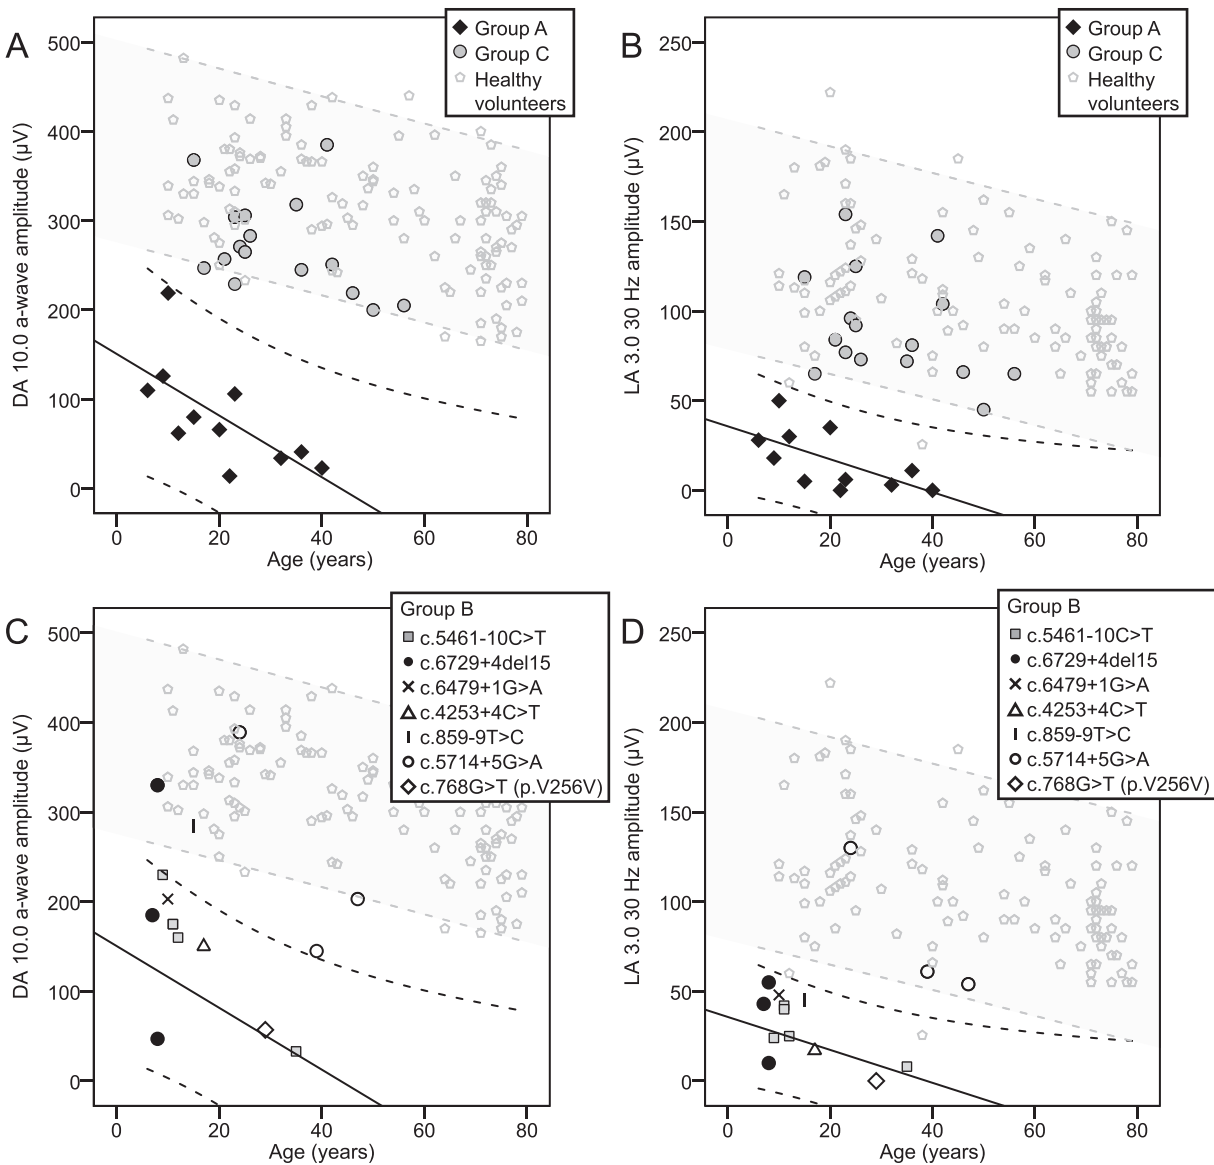 A
DA 10.0 a-wave amplitude (µV)
500
400
300
200
100
0
0
20
40
60
80
Age (years)
Group A
Group C
Healthy
volunteers
B
LA 3.0 30 Hz amplitude (µV)
250
200
150
100
50
0
0
20
40
60
80
Age (years)
Group A
Group C
Healthy
volunteers
C
DA 10.0 a-wave amplitude (µV)
500
400
300
200
100
0
0
20
40
60
80
Age (years)
Group B
c.5461-10C>T
c.6729+4del15
c.6479+1G>A
c.4253+4C>T
c.859-9T>C
c.5714+5G>A
c.768G>T (p.V256V)
D
LA 3.0 30 Hz amplitude (µV)
250
200
150
100
50
0
0
20
40
60
80
Age (years)
Group B
c.5461-10C>T
c.6729+4del15
c.6479+1G>A
c.4253+4C>T
c.859-9T>C
c.5714+5G>A
c.768G>T (p.V256V)